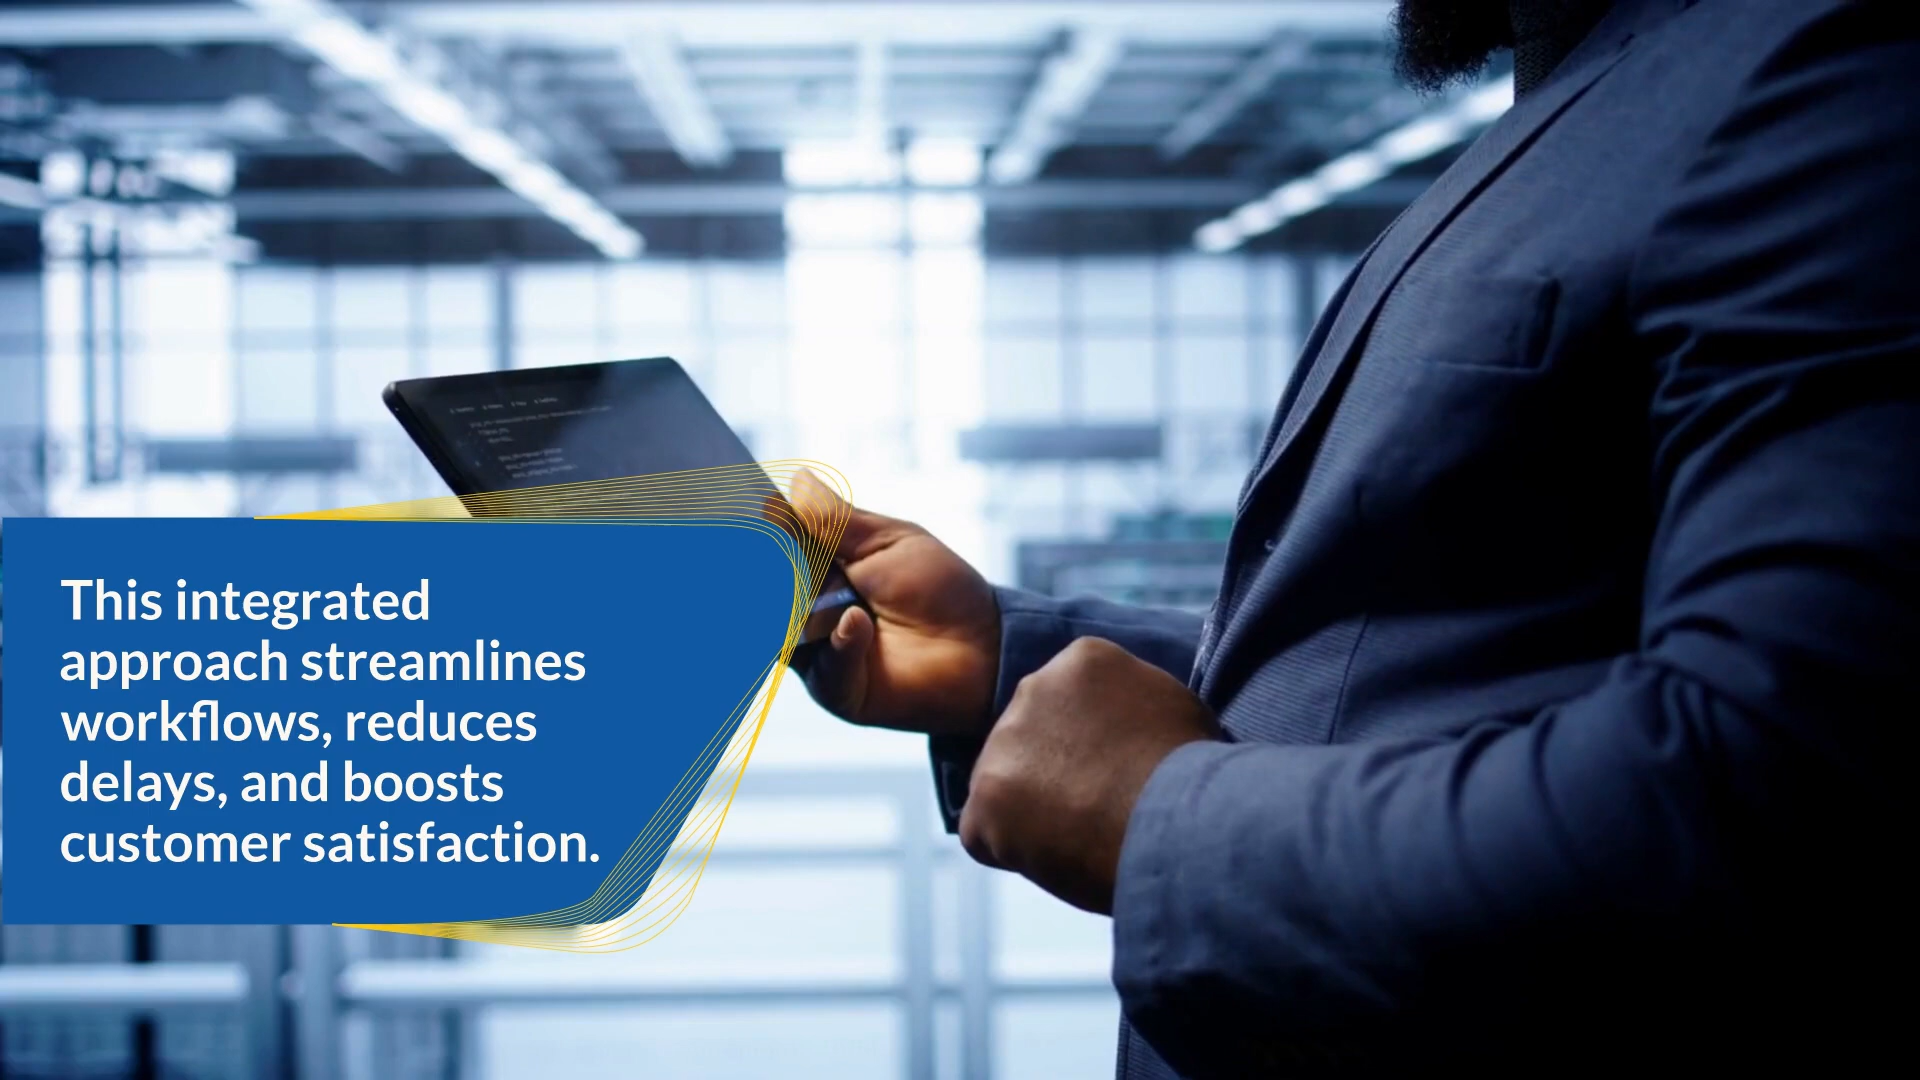 This integrated
approach streamlines
workflows, reduces
delays, and boosts
customer satisfaction.